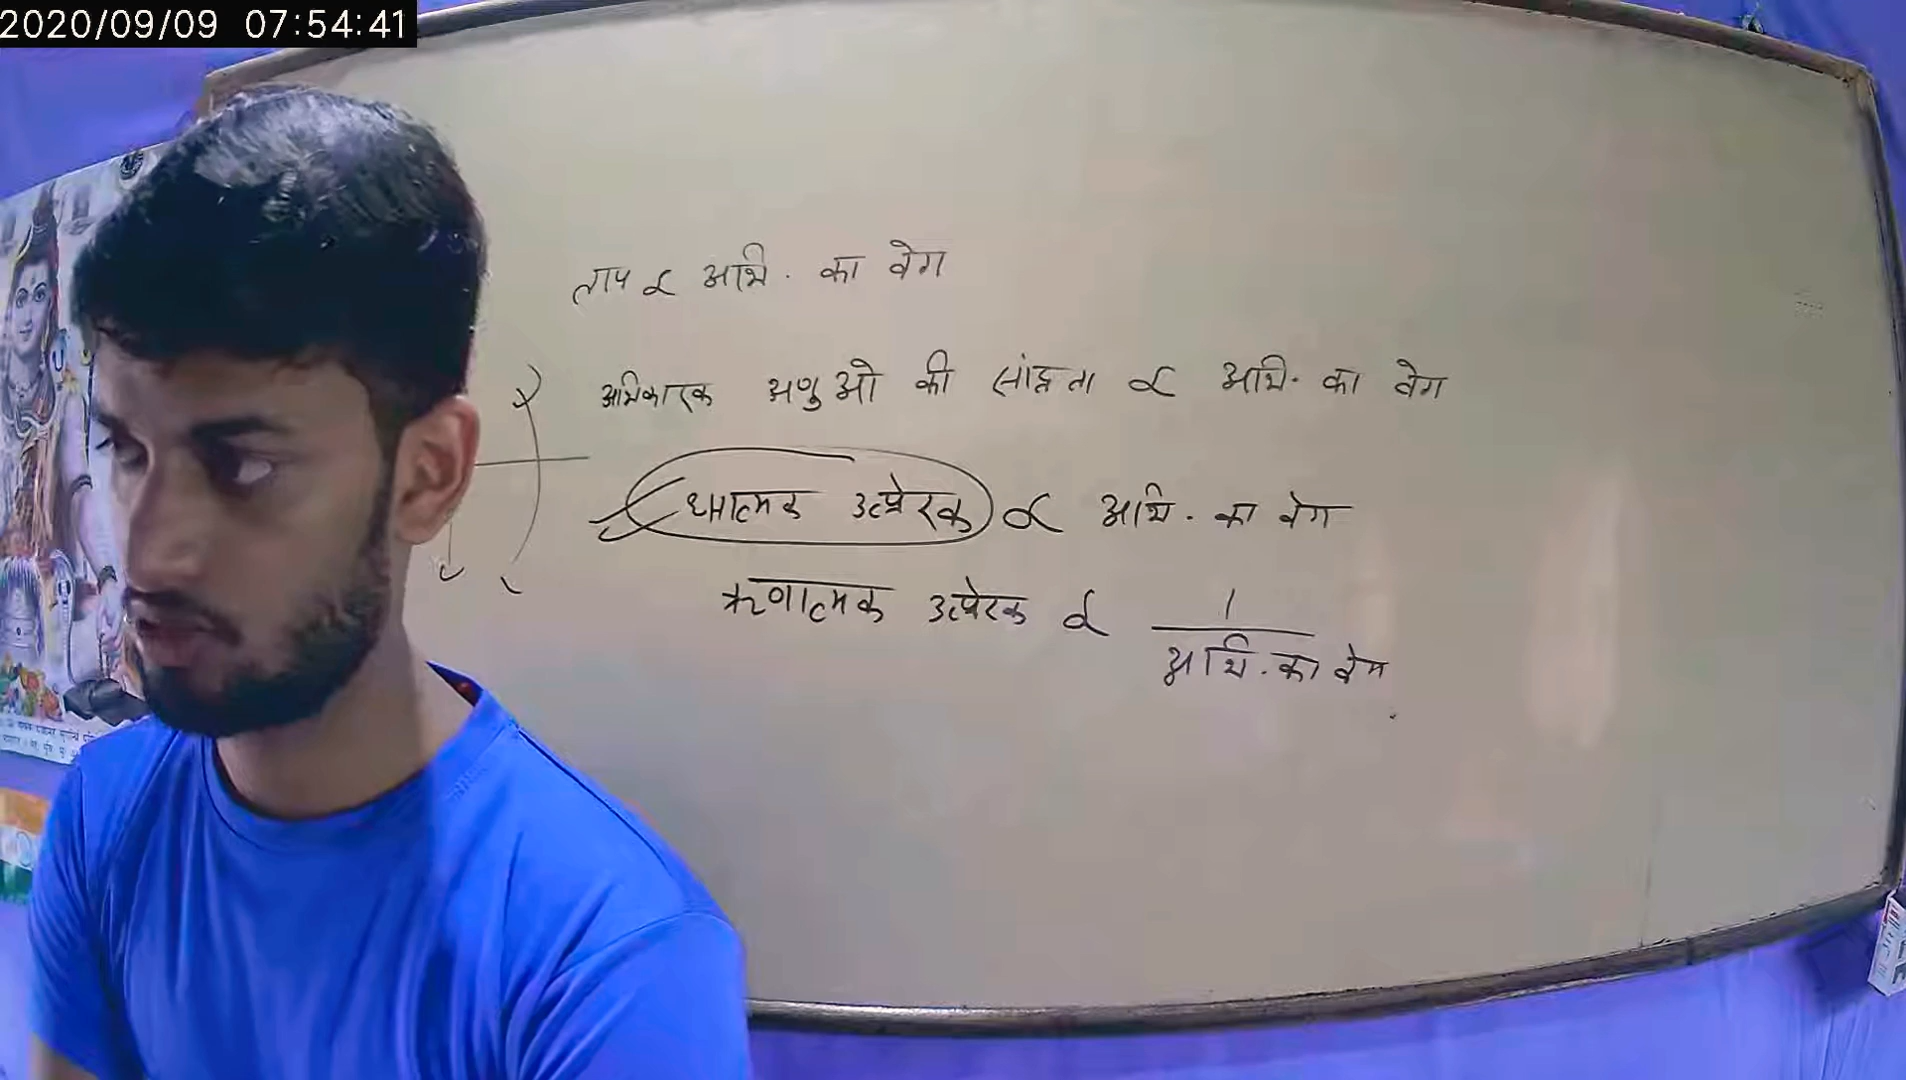 2020/09/09 07:54:41
ताप ∝ अभि. का वेग
अभिकारक अणुओ की सांद्रता ∝ अभि. का वेग
धनात्मक उत्प्रेरक ∝ अभि. का वेग
ऋणात्मक उत्प्रेरक ∝ 1
अभि. का वेग